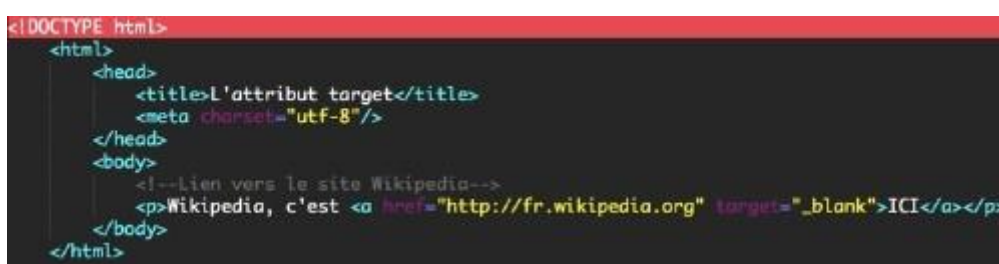 <!DOCTYPE html>
<html>
<head>
<title>L'attribut target</title>
<meta charset="utf-8"/>
</head>
<body>
<!--Lien vers le site Wikipedia-->
<p>Wikipedia, c'est <a href="http://fr.wikipedia.org" target="_blank">ICI</a></p>
</body>
</html>